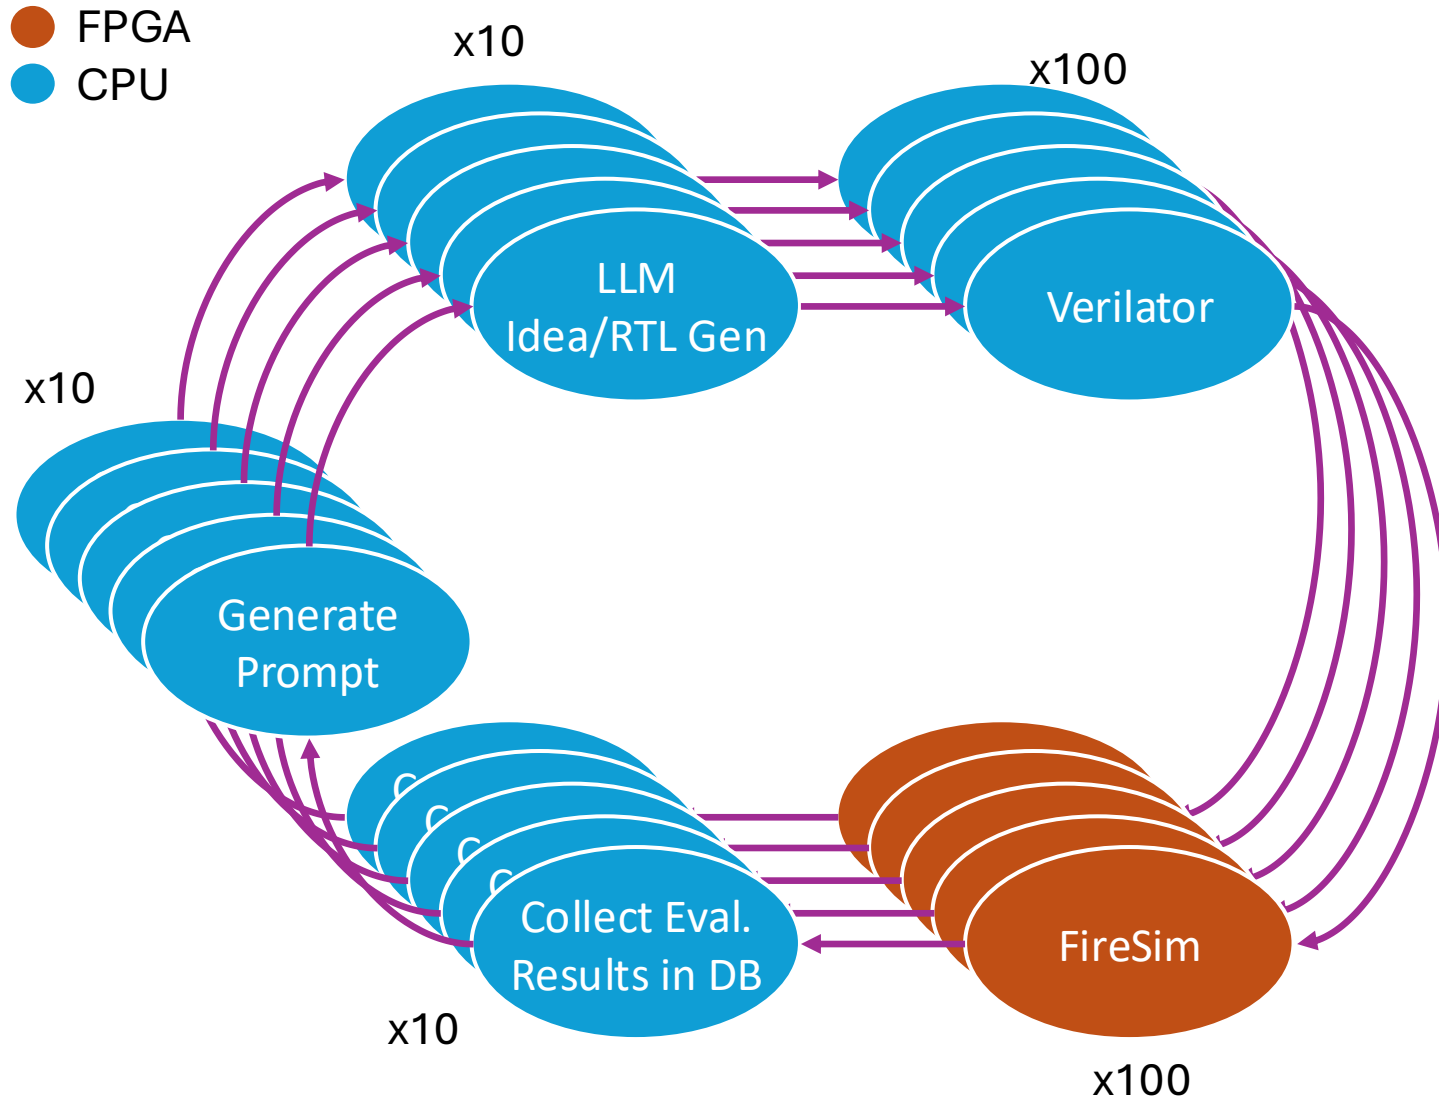 FPGA
CPU
x10
x100
LLM
Idea/RTL Gen
Verilator
x10
Generate
Prompt
C
C
C
C
Collect Eval.
Results in DB
FireSim
x10
x100